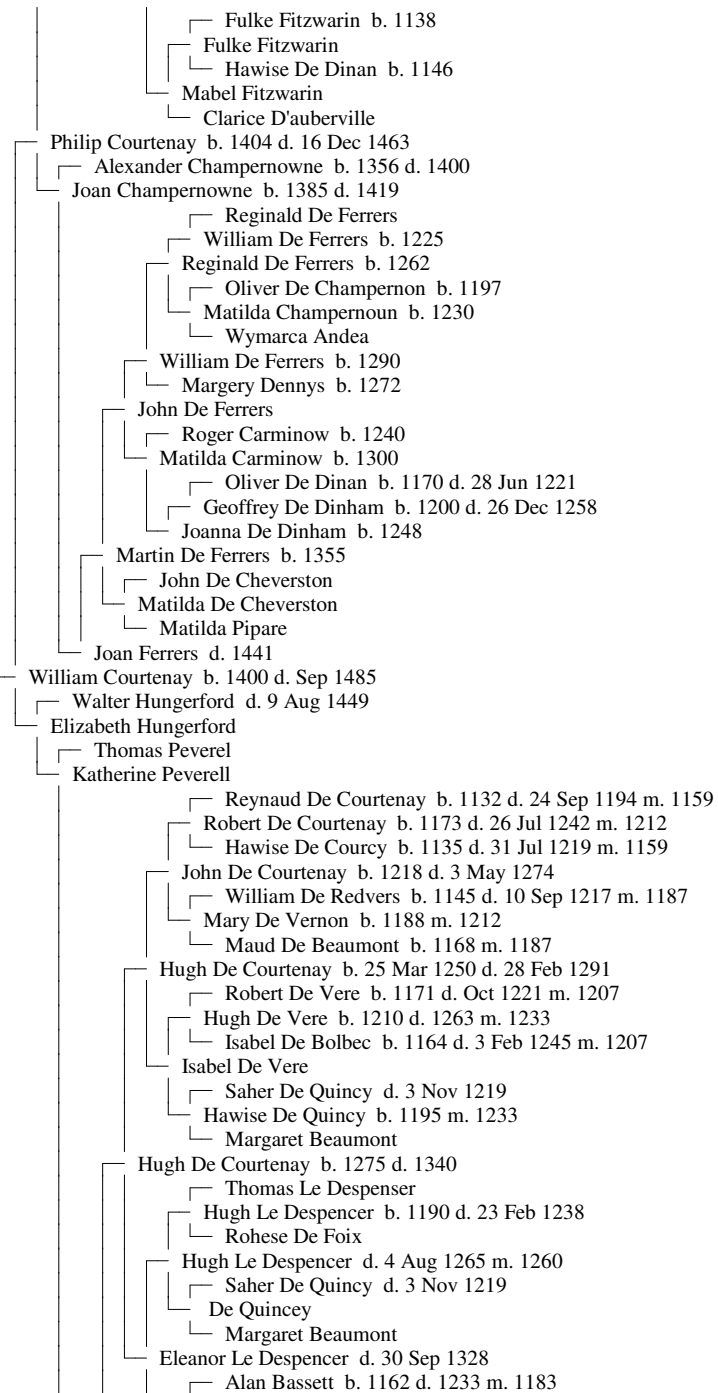 Fulke Fitzwarin b. 1138
Fulke Fitzwarin
Hawise De Dinan b. 1146
Mabel Fitzwarin
Clarice D'auberville
Philip Courtenay b. 1404 d. 16 Dec 1463
Alexander Champernowne b. 1356 d. 1400
Joan Champernowne b. 1385 d. 1419
Reginald De Ferrers
William De Ferrers b. 1225
Reginald De Ferrers b. 1262
Oliver De Champernon b. 1197
Matilda Champernoun b. 1230
Wymarca Andea
William De Ferrers b. 1290
Margery Dennys b. 1272
John De Ferrers
Roger Carminow b. 1240
Matilda Carminow b. 1300
Oliver De Dinan b. 1170 d. 28 Jun 1221
Geoffrey De Dinham b. 1200 d. 26 Dec 1258
Joanna De Dinham b. 1248
Martin De Ferrers b. 1355
John De Cheverston
Matilda De Cheverston
Matilda Pipare
Joan Ferrers d. 1441
William Courtenay b. 1400 d. Sep 1485
Walter Hungerford d. 9 Aug 1449
Elizabeth Hungerford
Thomas Peverel
Katherine Peverell
Reynaud De Courtenay b. 1132 d. 24 Sep 1194 m. 1159
Robert De Courtenay b. 1173 d. 26 Jul 1242 m. 1212
Hawise De Courcy b. 1135 d. 31 Jul 1219 m. 1159
John De Courtenay b. 1218 d. 3 May 1274
William De Redvers b. 1145 d. 10 Sep 1217 m. 1187
Mary De Vernon b. 1188 m. 1212
Maud De Beaumont b. 1168 m. 1187
Hugh De Courtenay b. 25 Mar 1250 d. 28 Feb 1291
Robert De Vere b. 1171 d. Oct 1221 m. 1207
Hugh De Vere b. 1210 d. 1263 m. 1233
Isabel De Bolbec b. 1164 d. 3 Feb 1245 m. 1207
Isabel De Vere
Saher De Quincy d. 3 Nov 1219
Hawise De Quincy b. 1195 m. 1233
Margaret Beaumont
Hugh De Courtenay b. 1275 d. 1340
Thomas Le Despenser
Hugh Le Despencer b. 1190 d. 23 Feb 1238
Rohese De Foix
Hugh Le Despencer d. 4 Aug 1265 m. 1260
Saher De Quincy d. 3 Nov 1219
De Quincey
Margaret Beaumont
Eleanor Le Despencer d. 30 Sep 1328
Alan Bassett b. 1162 d. 1233 m. 1183